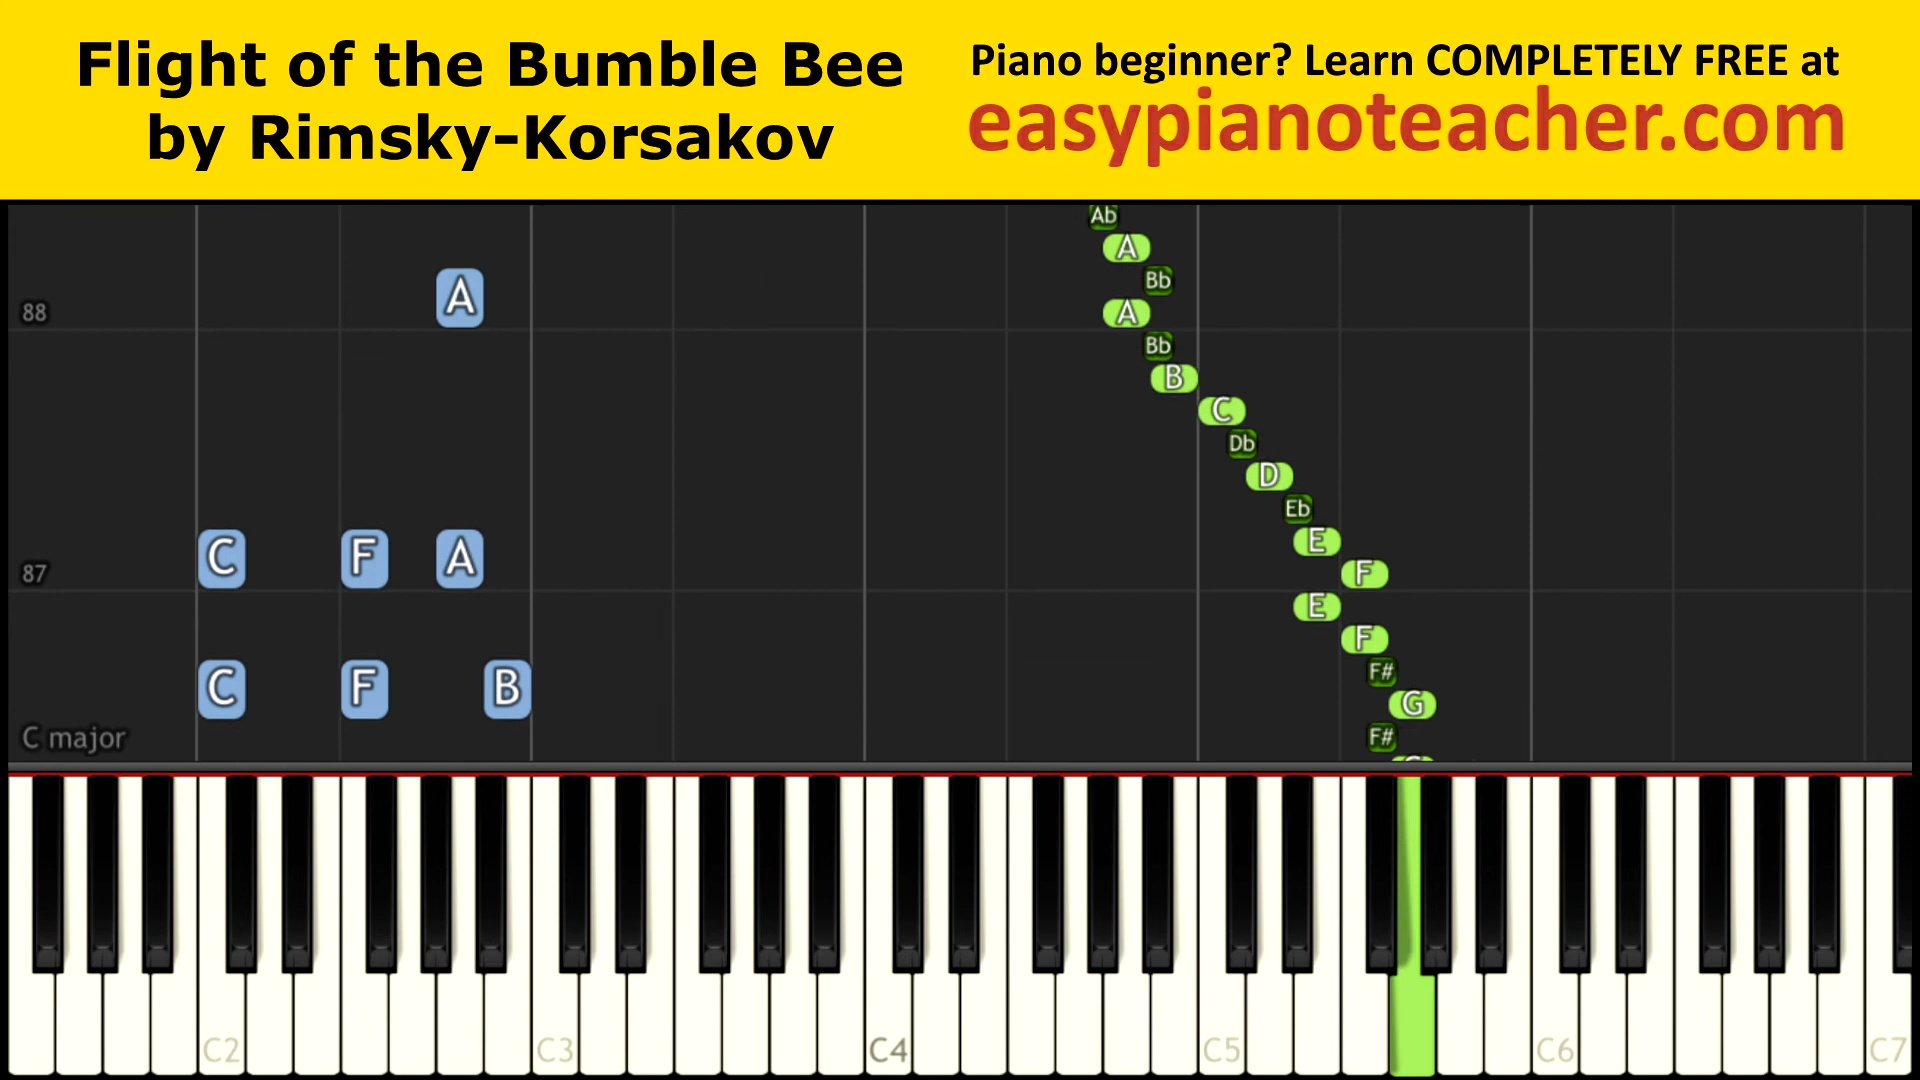 Flight of the Bumble Bee
by Rimsky-Korsakov
Piano beginner? Learn COMPLETELY FREE at
easypianoteacher.com
Ab
A
Bb
A
88
A
Bb
B
C
Db
D
Eb
E
C F A
87
F
E
F
F#
C F B
G
F#
C major
C2 C3 C4 C5 C6 C7